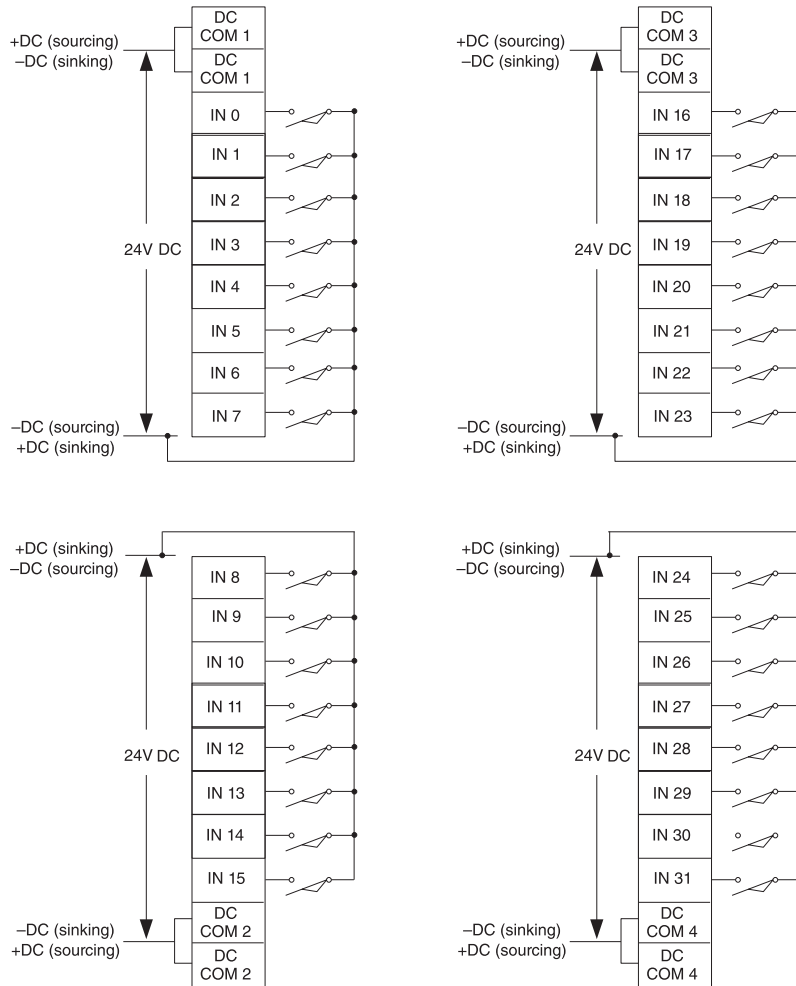 +DC (sourcing)
–DC (sinking)
DC
COM 1
DC
COM 1
IN 0
IN 1
IN 2
IN 3
IN 4
IN 5
IN 6
IN 7
24V DC
–DC (sourcing)
+DC (sinking)
+DC (sourcing)
–DC (sinking)
DC
COM 3
DC
COM 3
IN 16
IN 17
IN 18
IN 19
IN 20
IN 21
IN 22
IN 23
24V DC
–DC (sourcing)
+DC (sinking)
+DC (sinking)
–DC (sourcing)
IN 8
IN 9
IN 10
IN 11
IN 12
IN 13
IN 14
IN 15
24V DC
DC
COM 2
DC
COM 2
–DC (sinking)
+DC (sourcing)
+DC (sinking)
–DC (sourcing)
IN 24
IN 25
IN 26
IN 27
IN 28
IN 29
IN 30
IN 31
24V DC
DC
COM 4
DC
COM 4
–DC (sinking)
+DC (sourcing)